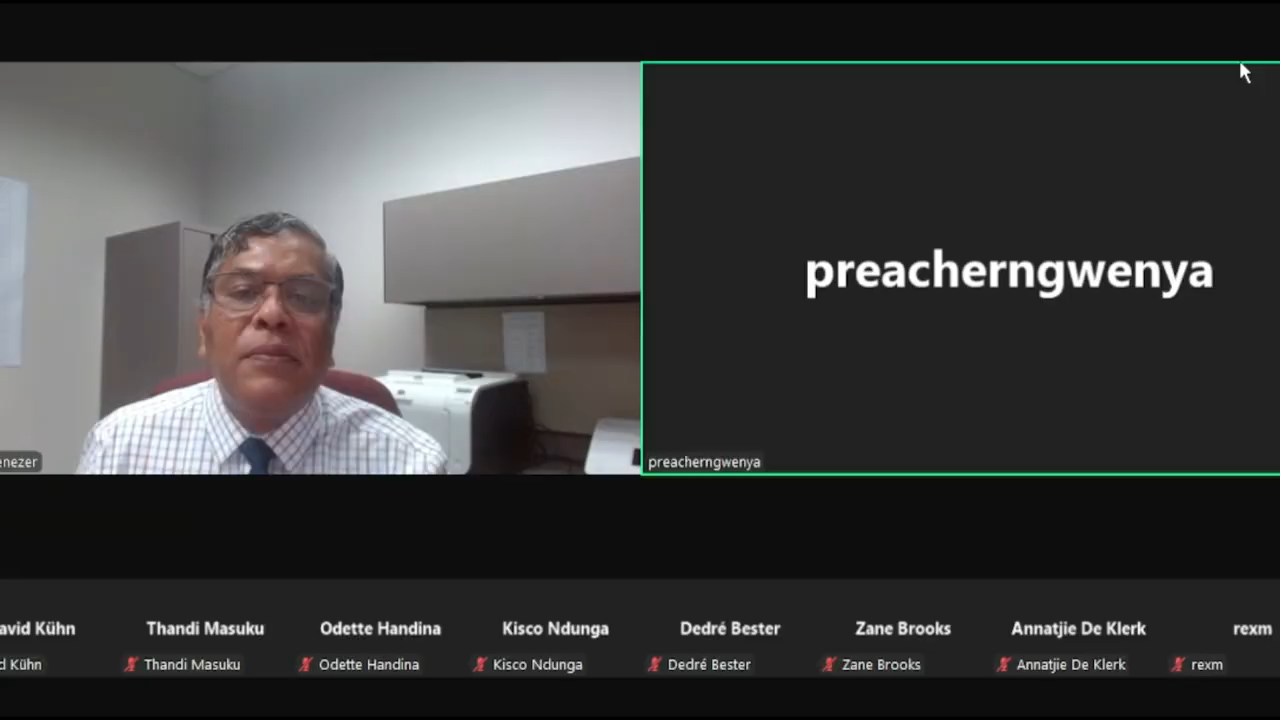 preacherngwenya
enezer
preacherngwenya
avid Kühn
Thandi Masuku
Odette Handina
Kisco Ndunga
Dedré Bester
Zane Brooks
Annatjie De Klerk
rexm
d Kühn
Thandi Masuku
Odette Handina
Kisco Ndunga
Dedré Bester
Zane Brooks
Annatjie De Klerk
rexm